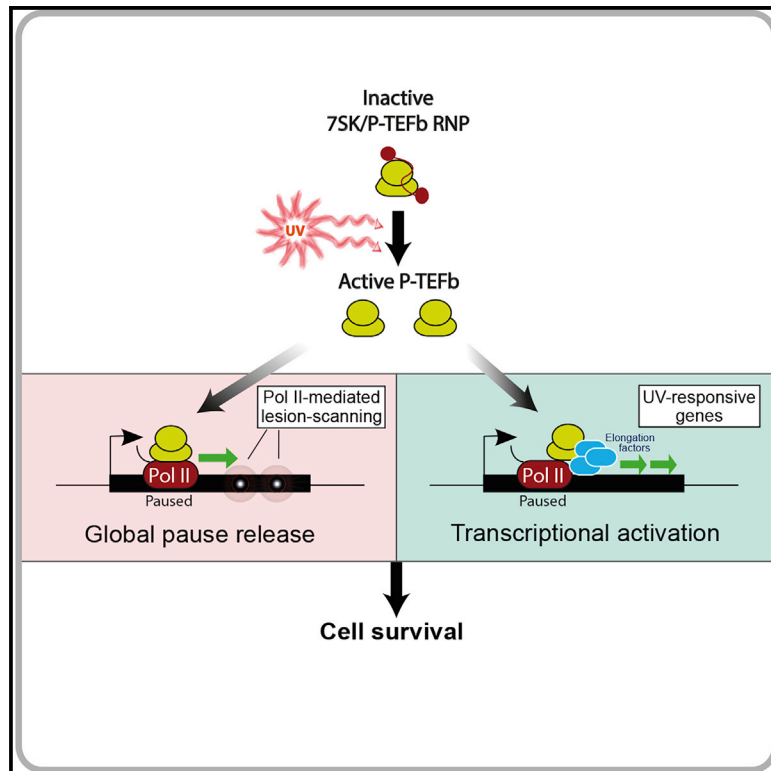 Inactive
7SK/P-TEFb RNP
UV
Active P-TEFb
Pol II-mediated
lesion-scanning
Pol II
Paused
Global pause release
UV-responsive
genes
Elongation
factors
Pol II
Paused
Transcriptional activation
Cell survival